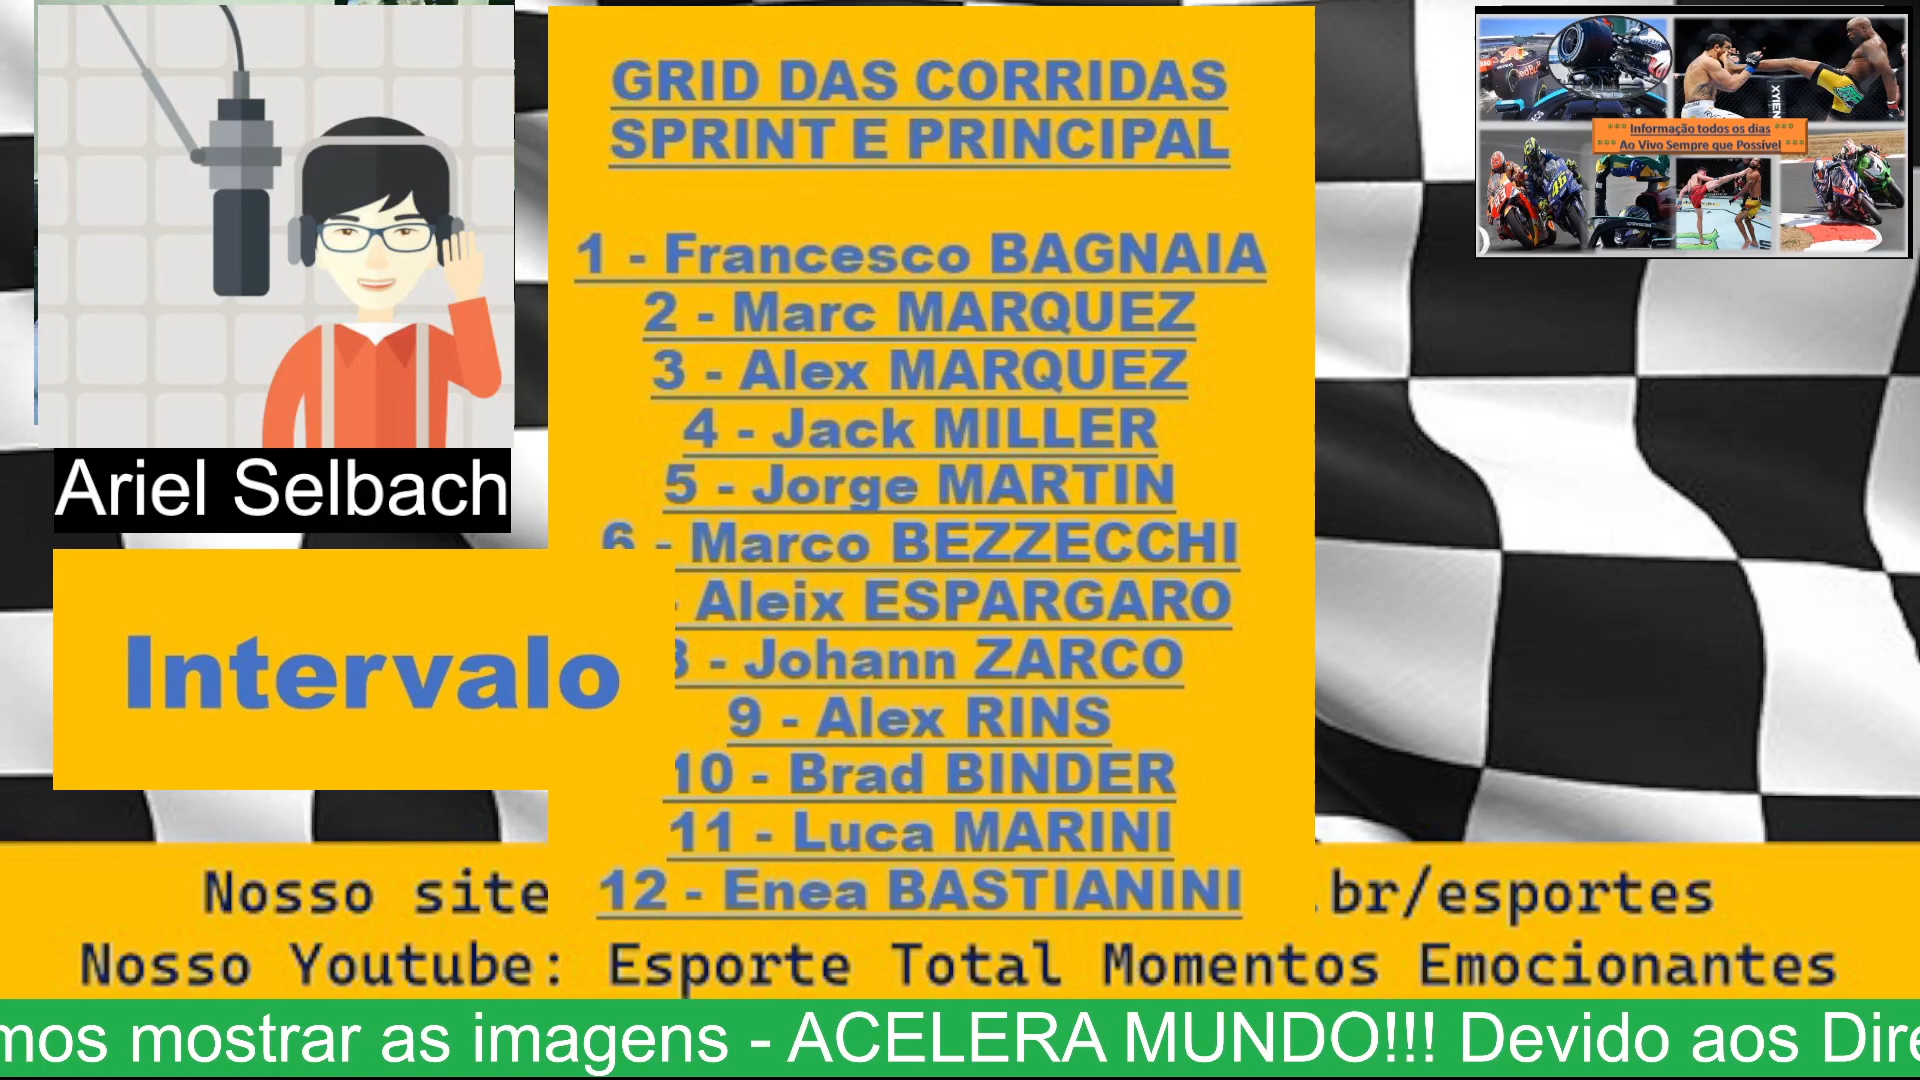 GRID DAS CORRIDAS
SPRINT E PRINCIPAL
1 - Francesco BAGNAIA
2 - Marc MARQUEZ
3 - Alex MARQUEZ
4 - Jack MILLER
5 - Jorge MARTIN
6 - Marco BEZZECCHI
- Aleix ESPARGARO
8 - Johann ZARCO
9 - Alex RINS
10 - Brad BINDER
11 - Luca MARINI
12 - Enea BASTIANINI
Ariel Selbach
Intervalo
*** Informação todos os dias ***
*** Ao Vivo Sempre que Possível ***
Nosso site
.br/esportes
Nosso Youtube: Esporte Total Momentos Emocionantes
mos mostrar as imagens - ACELERA MUNDO!!! Devido aos Dire